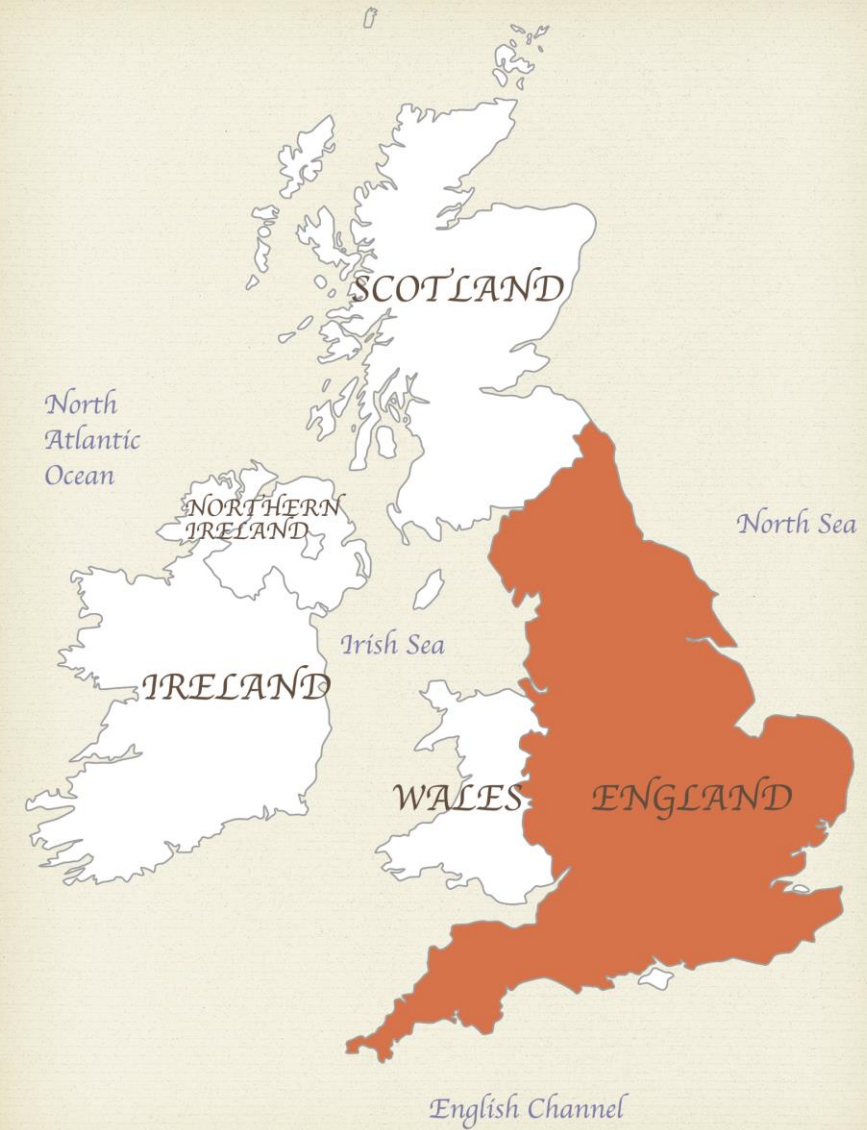 SCOTLAND
North
Atlantic
Ocean
NORTHERN
IRELAND
North Sea
Irish Sea
IRELAND
WALES
ENGLAND
English Channel